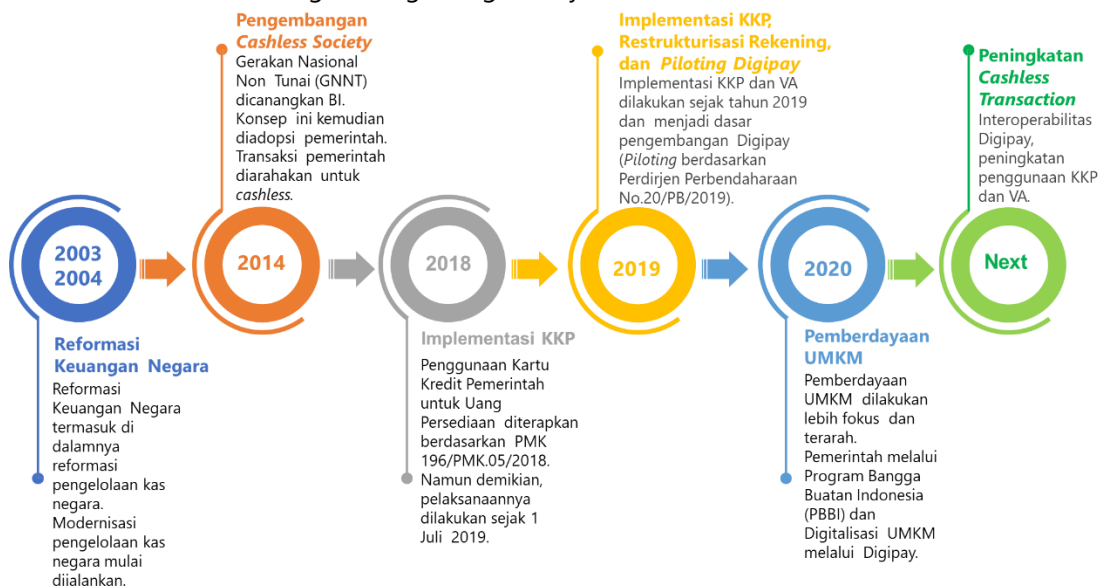 Pengembangan
Cashless Society
Gerakan Nasional
Non Tunai (GNNT)
dicanangkan BI.
Konsep ini kemudian
diadopsi pemerintah.
Transaksi pemerintah
diarahakan untuk
cashless.
Implementasi KKP,
Restrukturisasi Rekening,
dan Piloting Digipay
Implementasi KKP dan VA
dilakukan sejak tahun 2019
dan menjadi dasar
pengembangan Digipay
(Piloting berdasarkan
Perdirjen Perbendaharaan
No.20/PB/2019).
Peningkatan
Cashless
Transaction
Interoperabilitas
Digipay,
peningkatan
penggunaan KKP
dan VA.
2003
2004
2014
2018
2019
2020
Next
Reformasi
Keuangan Negara
Reformasi
Keuangan Negara
termasuk di
dalamnya
reformasi
pengelolaan kas
negara.
Modernisasi
pengelolaan kas
negara mulai
dijalankan.
Implementasi KKP
Penggunaan Kartu
Kredit Pemerintah
untuk Uang
Persediaan diterapkan
berdasarkan PMK
196/PMK.05/2018.
Namun demikian,
pelaksanaannya
dilakukan sejak 1
Juli 2019.
Pemberdayaan
UMKM
Pemberdayaan
UMKM dilakukan
lebih fokus dan
terarah.
Pemerintah melalui
Program Bangga
Buatan Indonesia
(PBBI) dan
Digitalisasi UMKM
melalui Digipay.